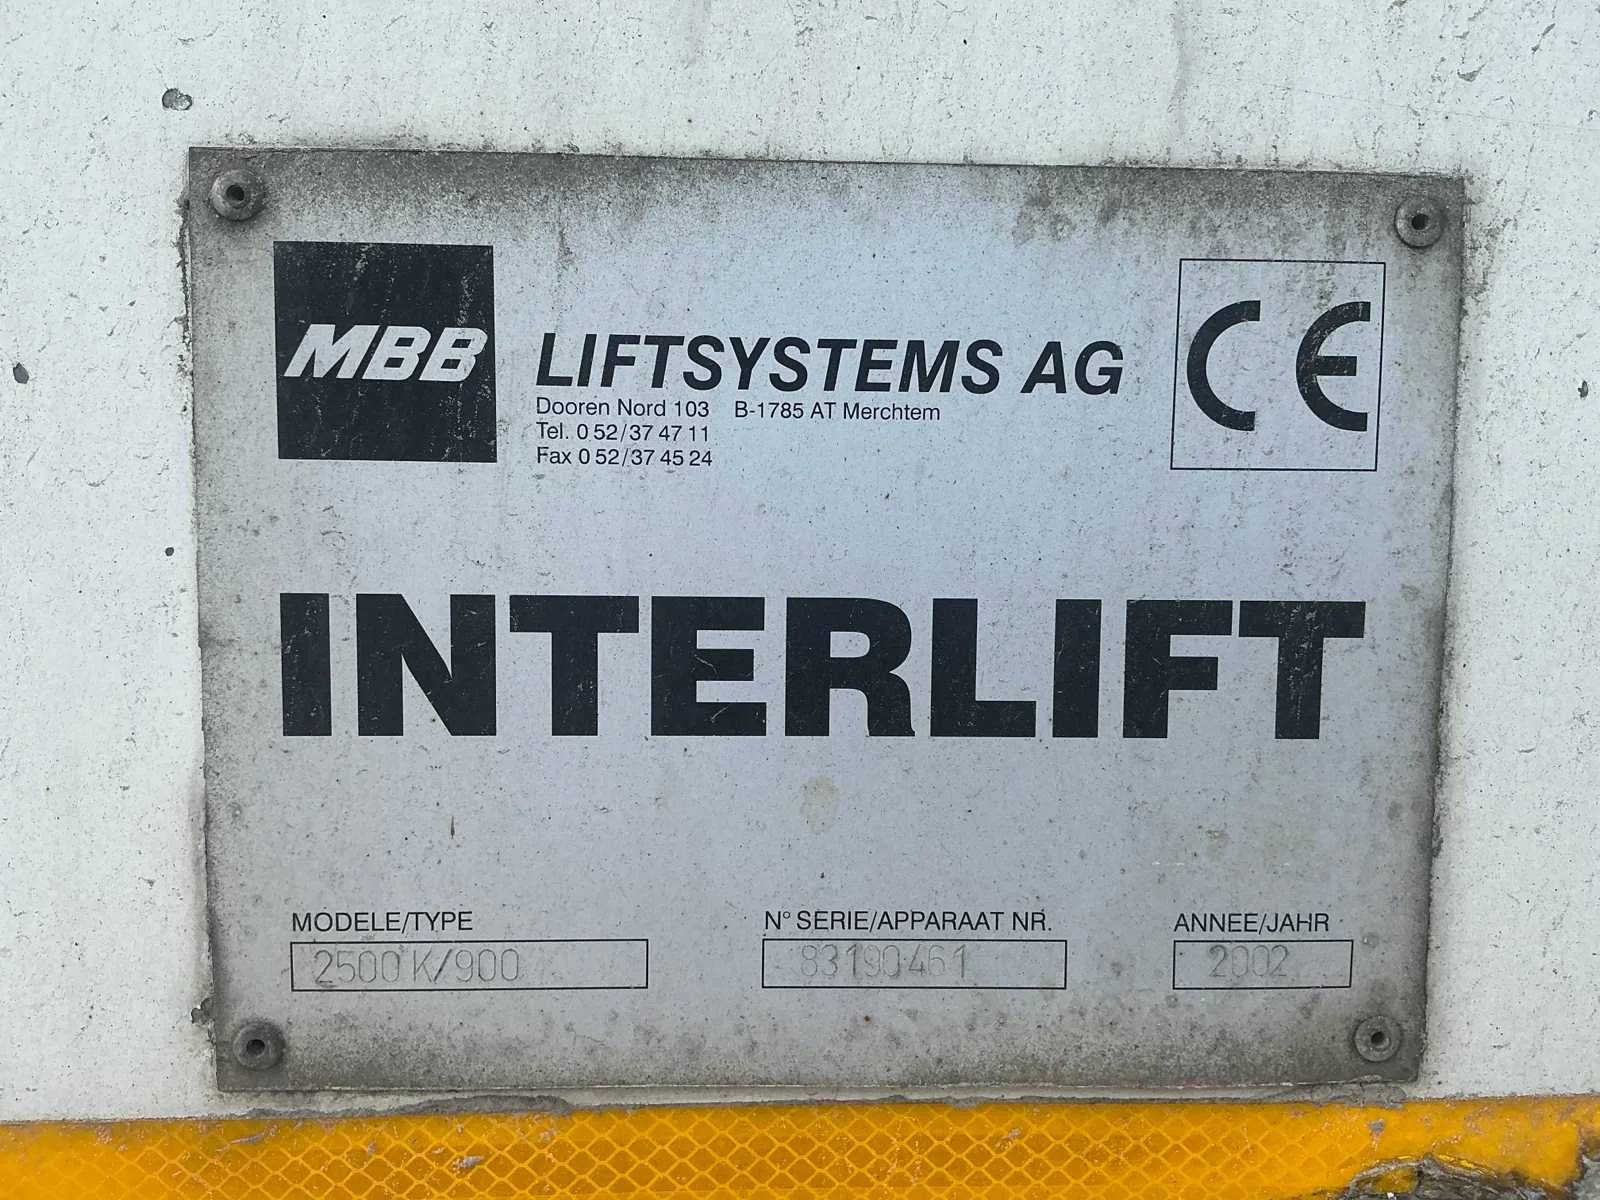 MBB
LIFTSYSTEMS AG
Dooren Nord 103 B-1785 AT Merchtem
Tel. 0 52/37 47 11
Fax 0 52/37 45 24
CE
INTERLIFT
MODELE/TYPE
2500 K/900
N° SERIE/APPARAAT NR.
83190461
ANNEE/JAHR
2002